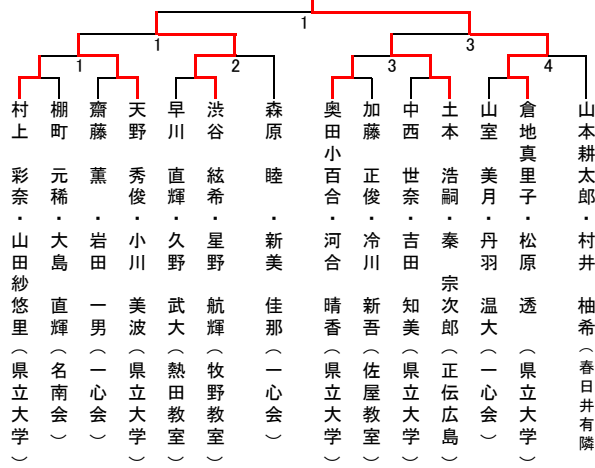 1
1
3
1
2
3
4
村上 彩奈・山田紗悠里(県立大学)
棚町 元稀・大島 直輝(名南会)
齋藤 薫・岩田 一男(一心会)
天野 秀俊・小川 美波(県立大学)
早川 直輝・久野 武大(熱田教室)
渋谷 絃希・星野 航輝(牧野教室)
森原 睦・新美 佳那(一心会)
奥田小百合・河合 晴香(県立大学)
加藤 正俊・冷川 新吾(佐屋教室)
中西 世奈・吉田 知美(県立大学)
土本 浩嗣・秦 宗次郎(正伝広島)
山室 美月・丹羽 温大(一心会)
倉地真里子・松原 透(県立大学)
山本耕太郎・村井 柚希(春日井有隣